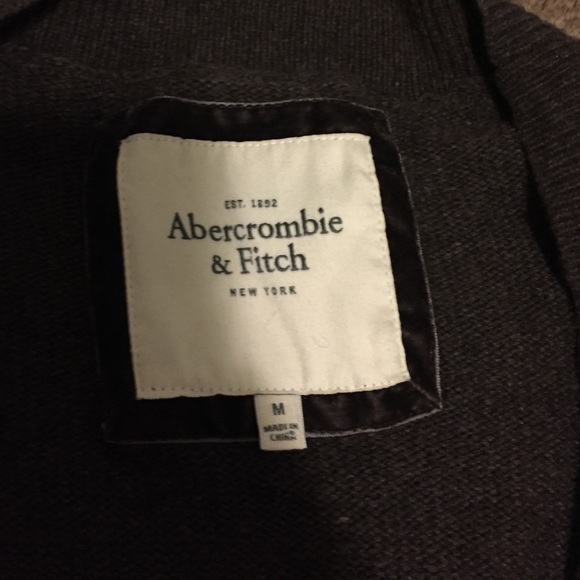 EST. 1892
Abercrombie
& Fitch
NEW YORK
M
MADE IN
CHINA